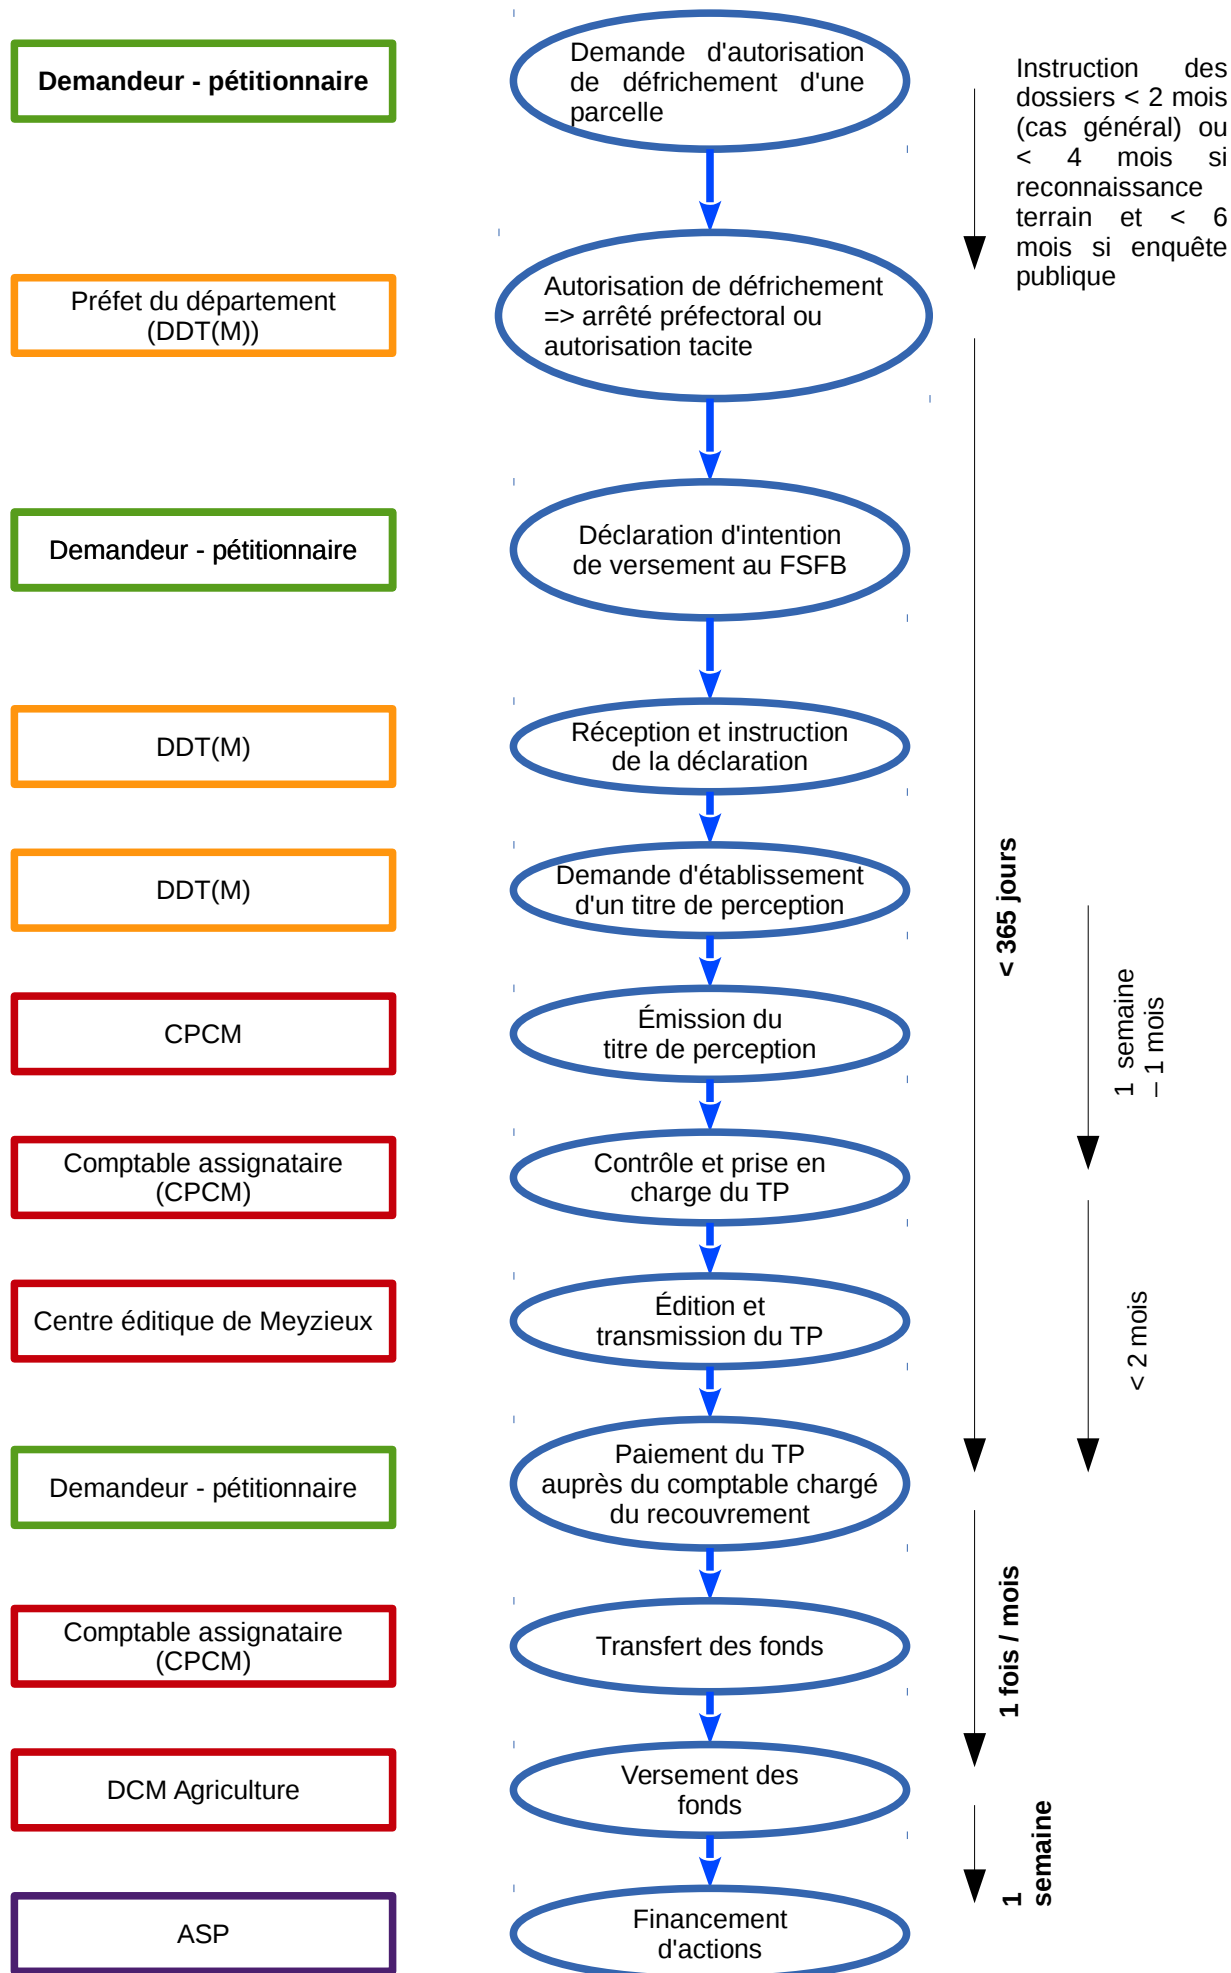 Demandeur - pétitionnaire
Demande d'autorisation
de défrichement d'une
parcelle
Instruction des
dossiers < 2 mois
(cas général) ou
< 4 mois si
reconnaissance
terrain et < 6
mois si enquête
publique
Préfet du département
(DDT(M))
Autorisation de défrichement
=> arrêté préfectoral ou
autorisation tacite
Demandeur - pétitionnaire
Déclaration d'intention
de versement au FSFB
DDT(M)
Réception et instruction
de la déclaration
DDT(M)
Demande d'établissement
d'un titre de perception
< 365 jours
CPCM
Émission du
titre de perception
1 semaine
– 1 mois
Comptable assignataire
(CPCM)
Contrôle et prise en
charge du TP
Centre éditique de Meyzieux
Édition et
transmission du TP
< 2 mois
Demandeur - pétitionnaire
Paiement du TP
auprès du comptable chargé
du recouvrement
Comptable assignataire
(CPCM)
Transfert des fonds
1 fois / mois
DCM Agriculture
Versement des
fonds
1
semaine
ASP
Financement
d'actions